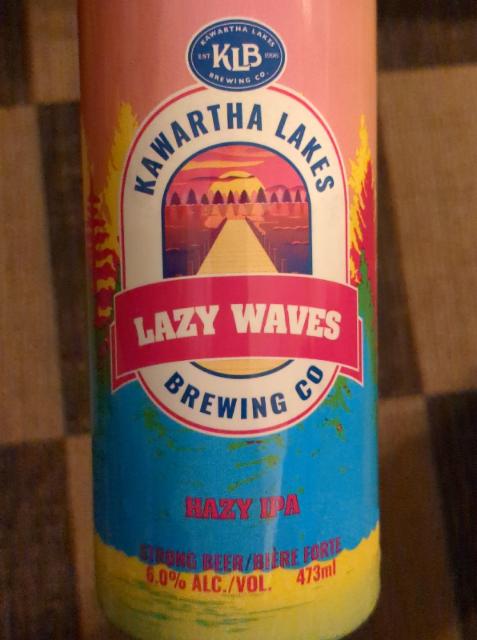 KAWARTHA LAKES
EST KLB 1996
BREWING CO.
KAWARTHA LAKES
LAZY WAVES
BREWING CO
HAZY IPA
STRONG BEER/BIÈRE FORTE
6.0% ALC./VOL. 473ml